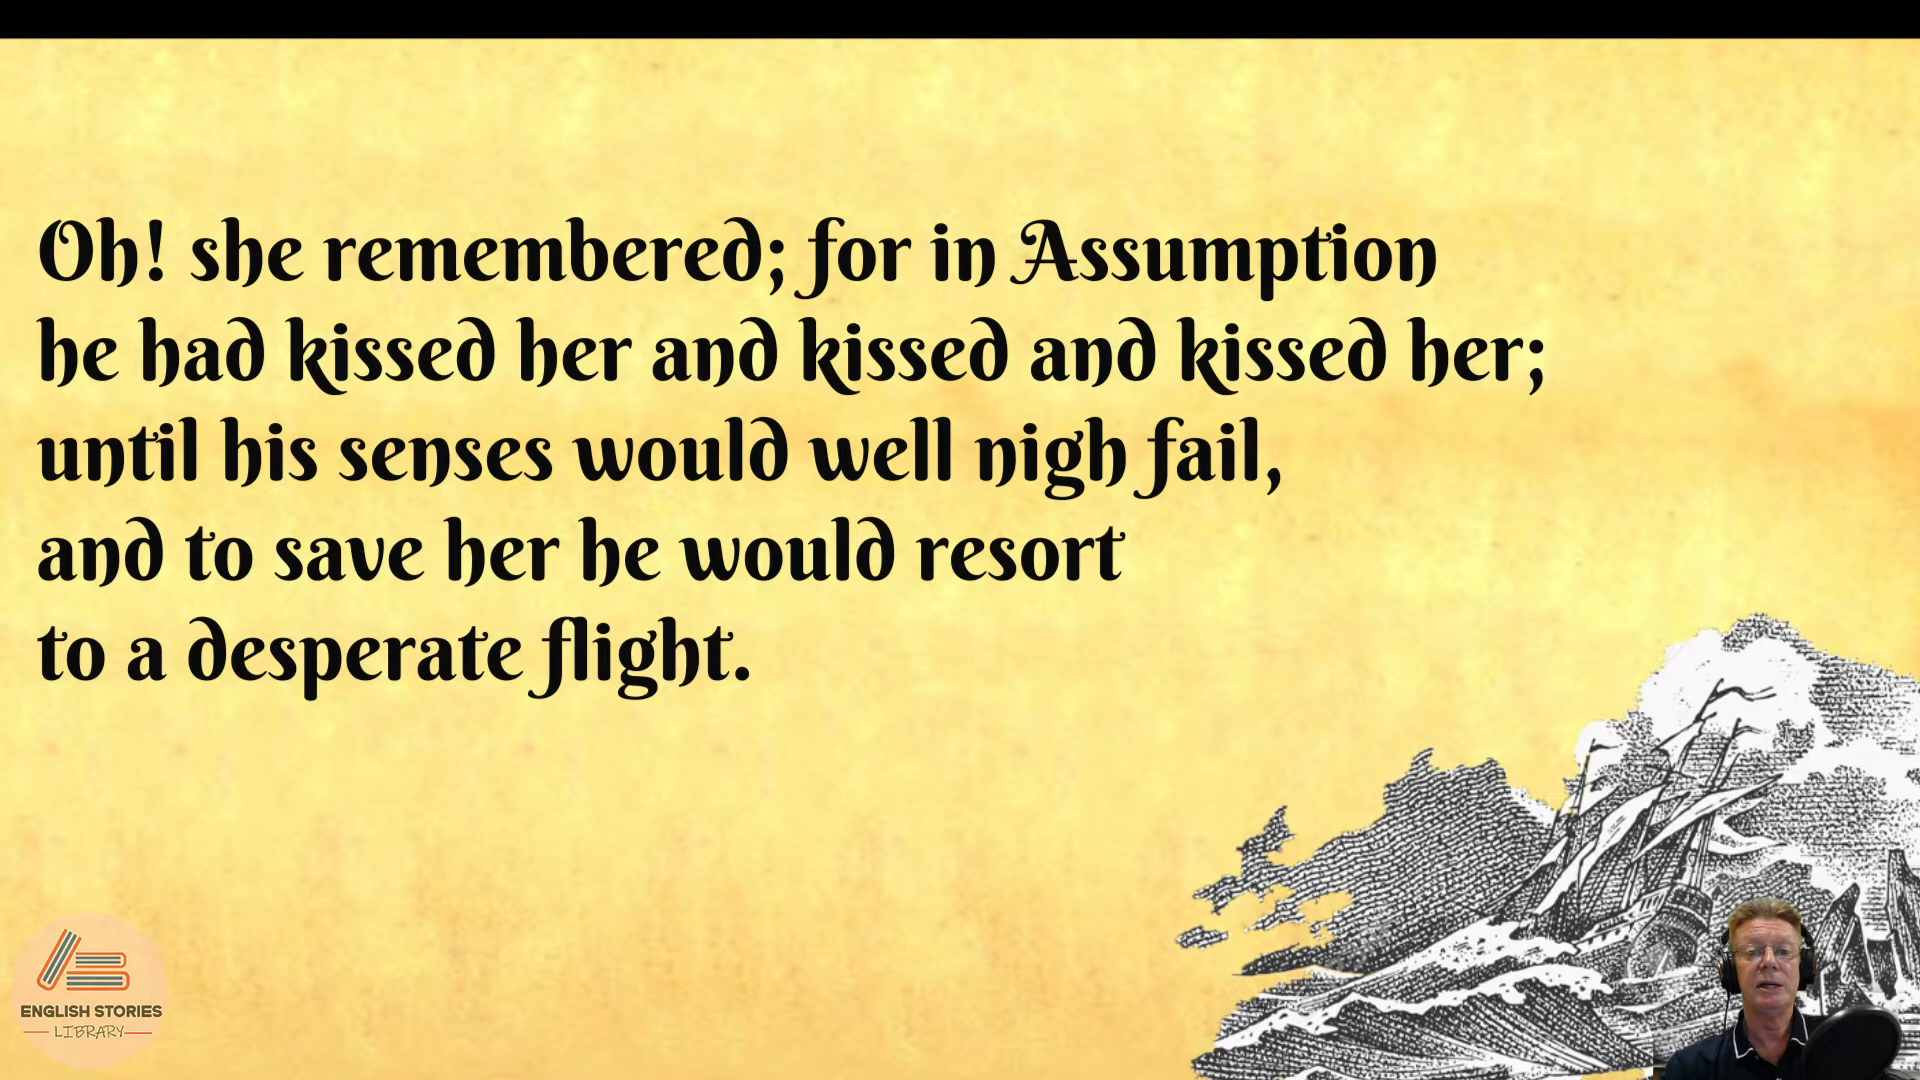 Oh! she remembered; for in Assumption
he had kissed her and kissed and kissed her;
until his senses would well nigh fail,
and to save her he would resort
to a desperate flight.
ENGLISH STORIES
LIBRARY